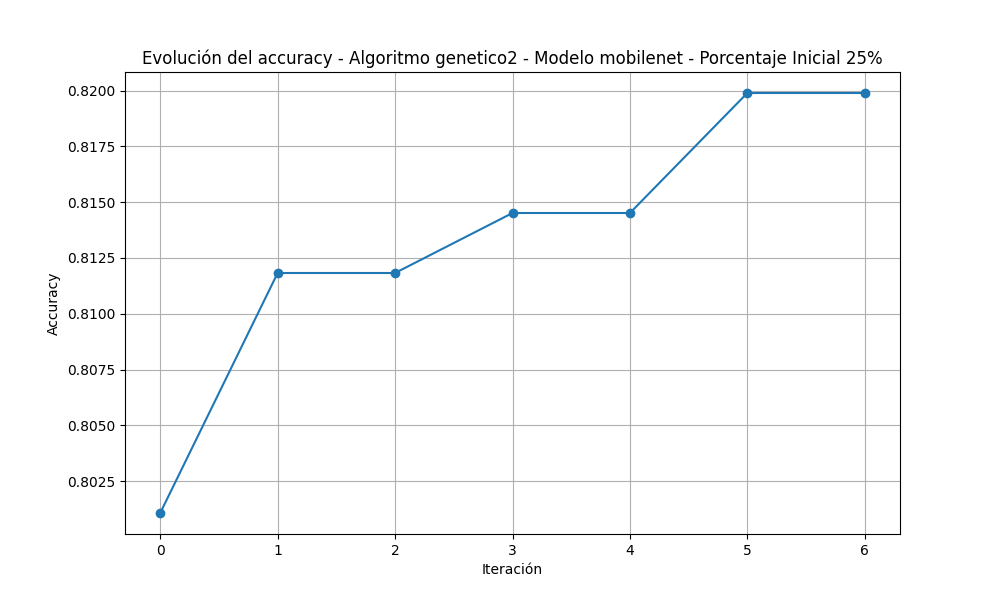 Evolución del accuracy - Algoritmo genetico2 - Modelo mobilenet - Porcentaje Inicial 25%
0.8200
0.8175
0.8150
0.8125
0.8100
0.8075
0.8050
0.8025
Accuracy
0 1 2 3 4 5 6
Iteración